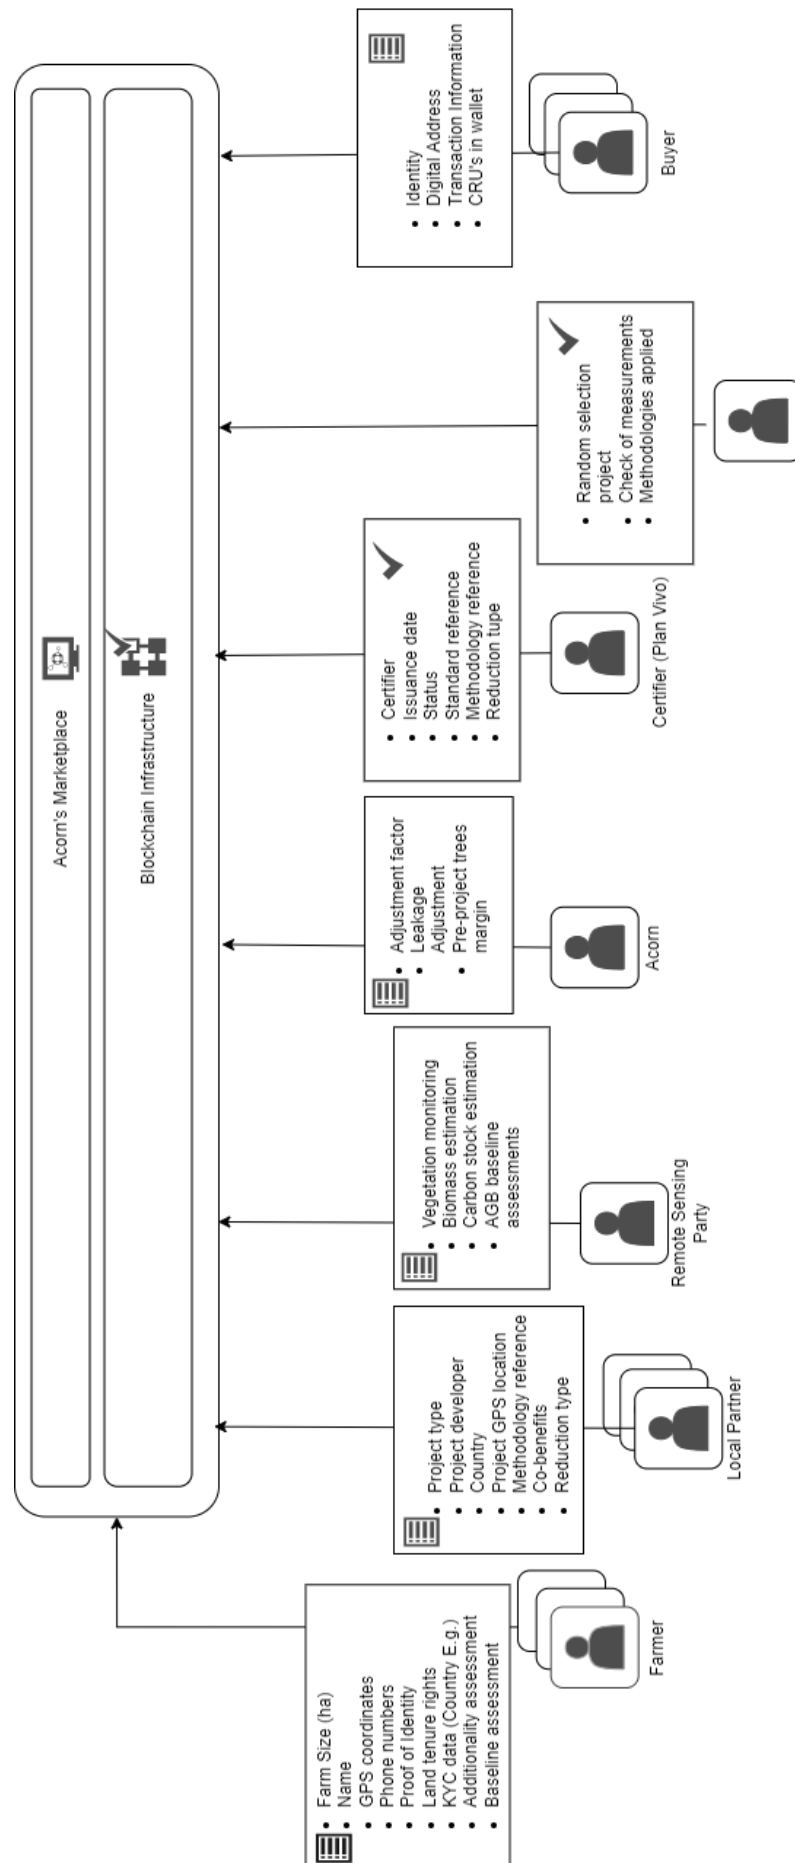 Acorn's Marketplace
Blockchain Infrastructure
Farm Size (ha)
Name
GPS coordinates
Phone numbers
Proof of Identity
Land tenure rights
KYC data (Country E.g.)
Additionality assessment
Baseline assessment
Farmer
Project type
Project developer
Country
Project GPS location
Methodology reference
Co-benefits
Reduction type
Local Partner
Vegetation monitoring
Biomass estimation
Carbon stock estimation
AGB baseline
assessments
Remote Sensing
Party
Adjustment factor
Leakage
Adjustment
Pre-project trees
margin
Acorn
Certifier
Issuance date
Status
Standard reference
Methodology reference
Reduction tupe
Certifier (Plan Vivo)
Random selection
project
Check of measurements
Methodologies applied
Identity
Digital Address
Transaction Information
CRU's in wallet
Buyer